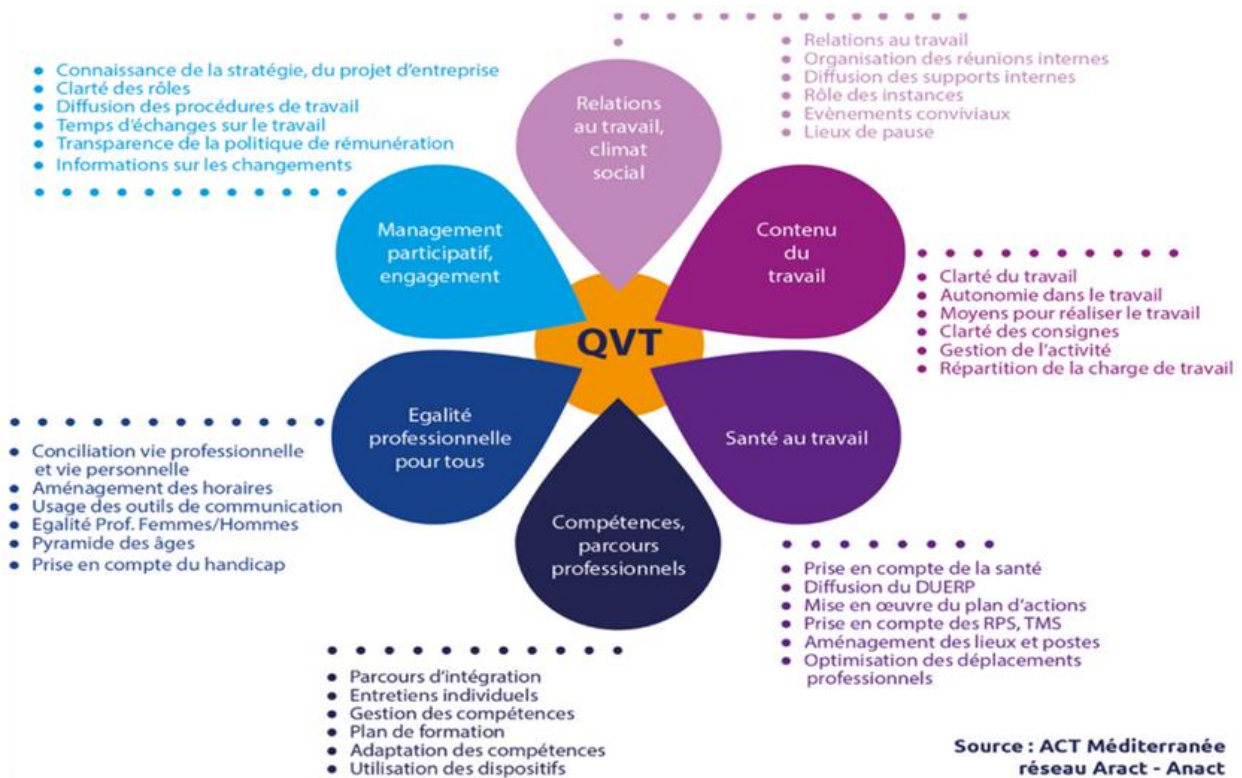 Relations
au travail,
climat
social
• Relations au travail
• Organisation des réunions internes
• Diffusion des supports internes
• Rôle des instances
• Evènements conviviaux
• Lieux de pause
Contenu
du
travail
• Clarté du travail
• Autonomie dans le travail
• Moyens pour réaliser le travail
• Clarté des consignes
• Gestion de l'activité
• Répartition de la charge de travail
Santé au travail
• Prise en compte de la santé
• Diffusion du DUERP
• Mise en œuvre du plan d'actions
• Prise en compte des RPS, TMS
• Aménagement des lieux et postes
• Optimisation des déplacements
professionnels
Compétences,
parcours
professionnels
• Parcours d'intégration
• Entretiens individuels
• Gestion des compétences
• Plan de formation
• Adaptation des compétences
• Utilisation des dispositifs
Egalité
professionnelle
pour tous
• Conciliation vie professionnelle
et vie personnelle
• Aménagement des horaires
• Usage des outils de communication
• Egalité Prof. Femmes/Hommes
• Pyramide des âges
• Prise en compte du handicap
Management
participatif,
engagement
• Connaissance de la stratégie, du projet d'entreprise
• Clarté des rôles
• Diffusion des procédures de travail
• Temps d'échanges sur le travail
• Transparence de la politique de rémunération
• Informations sur les changements
QVT
Source : ACT Méditerranée
réseau Aract - Anact